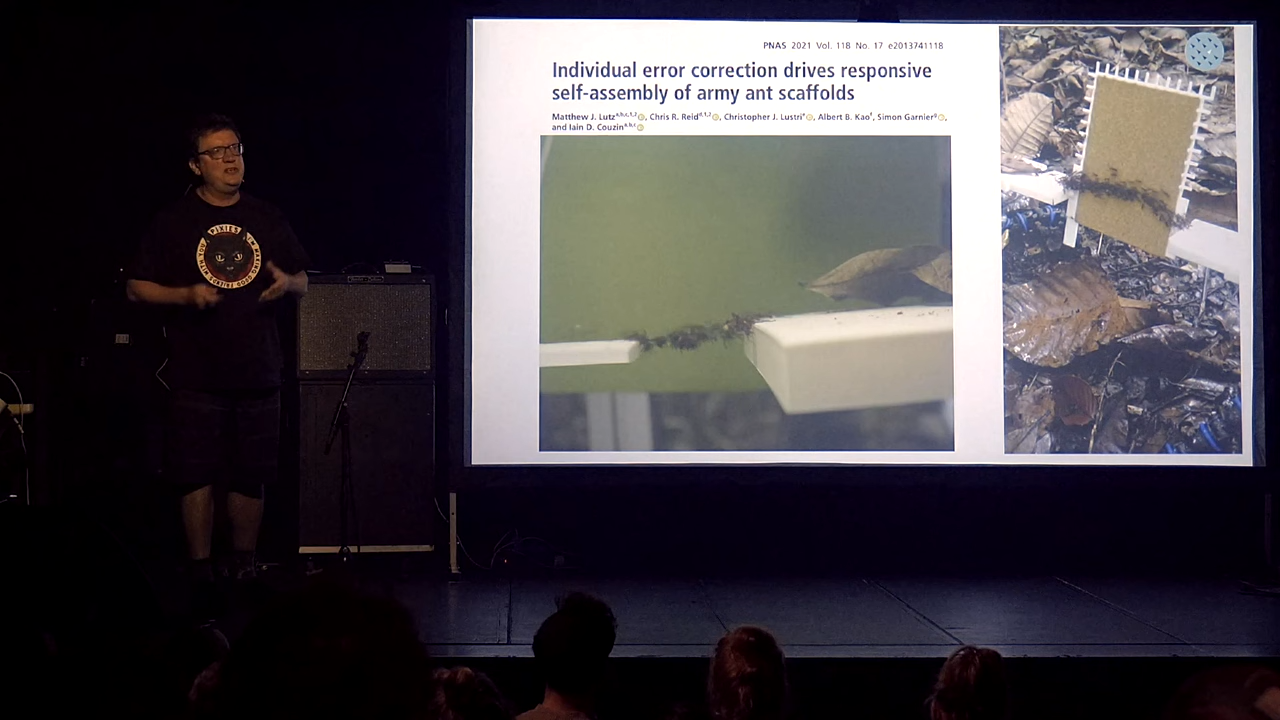 PNAS 2021 Vol. 118 No. 17 e2013741118
Individual error correction drives responsive
self-assembly of army ant scaffolds
Matthew J. Lutz, Chris R. Reid, Christopher J. Lustri, Albert B. Kao, Simon Garnier,
and Iain D. Couzin
PIXIES